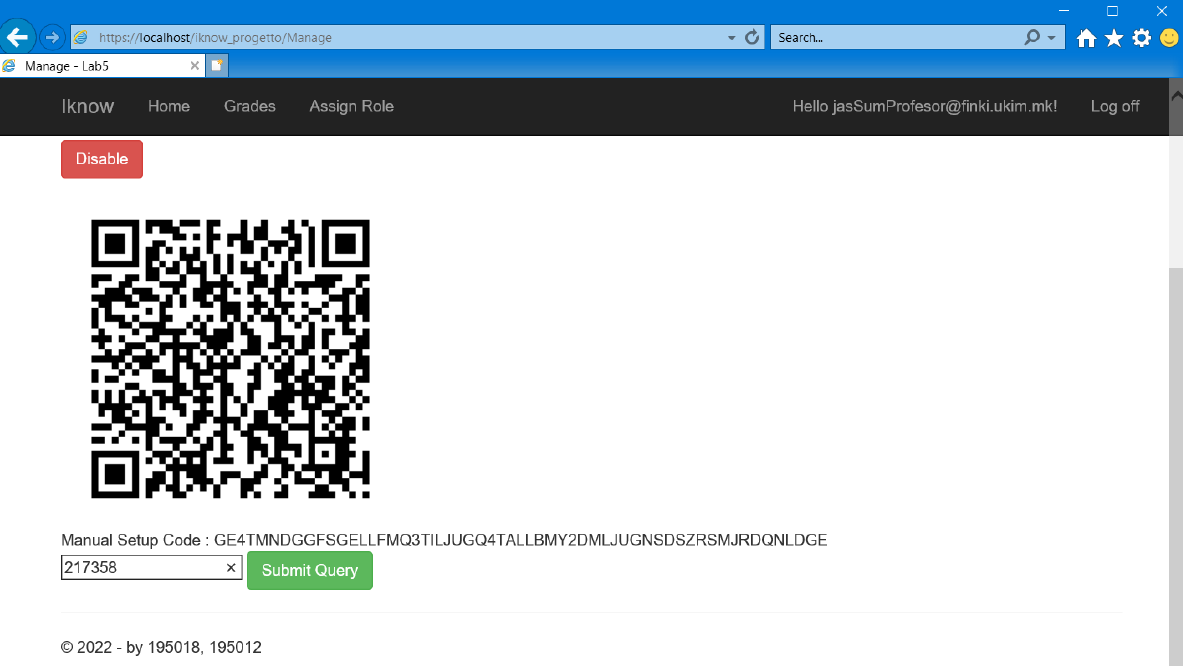 https://localhost/iknow_progetto/Manage
Search...
Manage - Lab5
Iknow Home Grades Assign Role Hello jasSumProfesor@finki.ukim.mk! Log off
Disable
Manual Setup Code : GE4TMNDGGFSGELLFMQ3TILJUGQ4TALLBMY2DMLJUGNSDSZRSMJRDQNLDGE
217358
Submit Query
© 2022 - by 195018, 195012